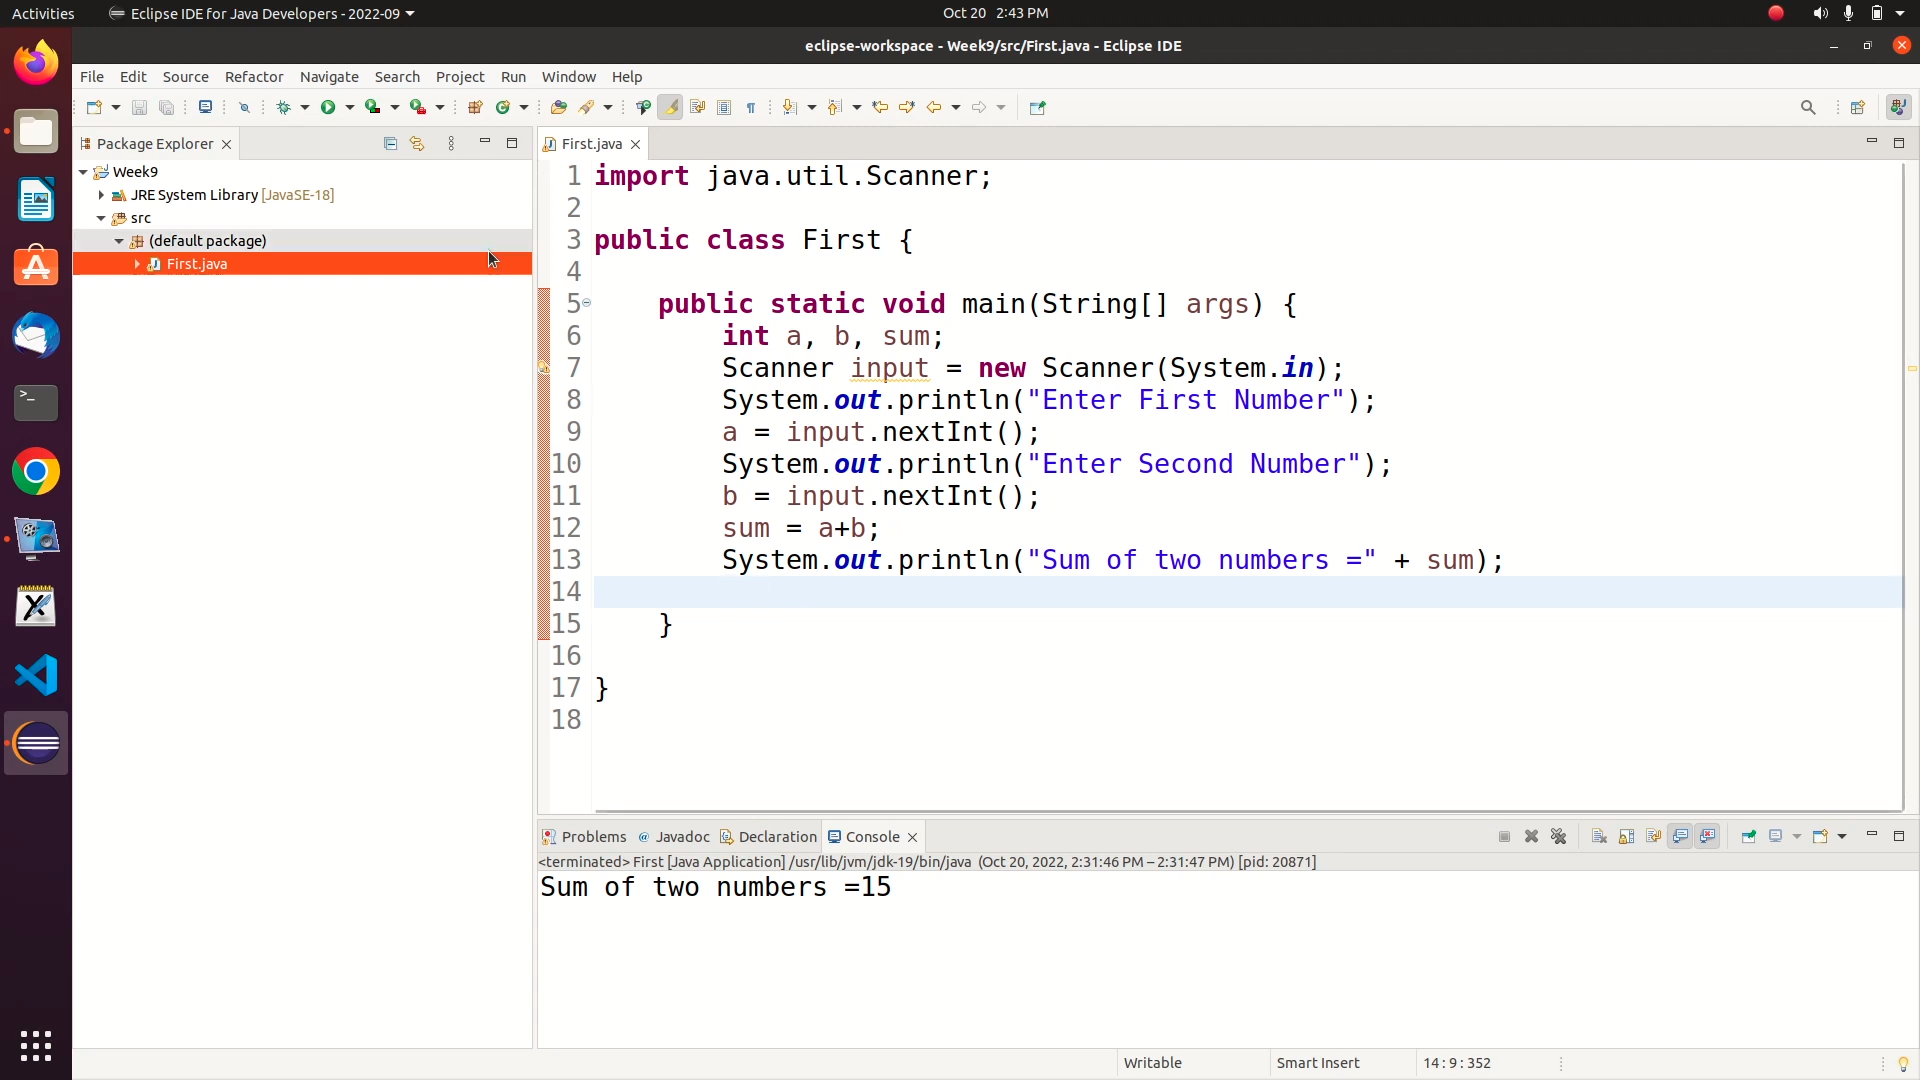 Activities Eclipse IDE for Java Developers - 2022-09 Oct 20 2:43 PM
eclipse-workspace - Week9/src/First.java - Eclipse IDE
File Edit Source Refactor Navigate Search Project Run Window Help
Package Explorer
Week9
JRE System Library [JavaSE-18]
src
(default package)
First.java
First.java
1 import java.util.Scanner;
2
3 public class First {
4
5 public static void main(String[] args) {
6 int a, b, sum;
7 Scanner input = new Scanner(System.in);
8 System.out.println("Enter First Number");
9 a = input.nextInt();
10 System.out.println("Enter Second Number");
11 b = input.nextInt();
12 sum = a+b;
13 System.out.println("Sum of two numbers =" + sum);
14
15 }
16
17 }
18
Problems Javadoc Declaration Console
<terminated> First [Java Application] /usr/lib/jvm/jdk-19/bin/java (Oct 20, 2022, 2:31:46 PM – 2:31:47 PM) [pid: 20871]
Sum of two numbers =15
Writable Smart Insert 14 : 9 : 352